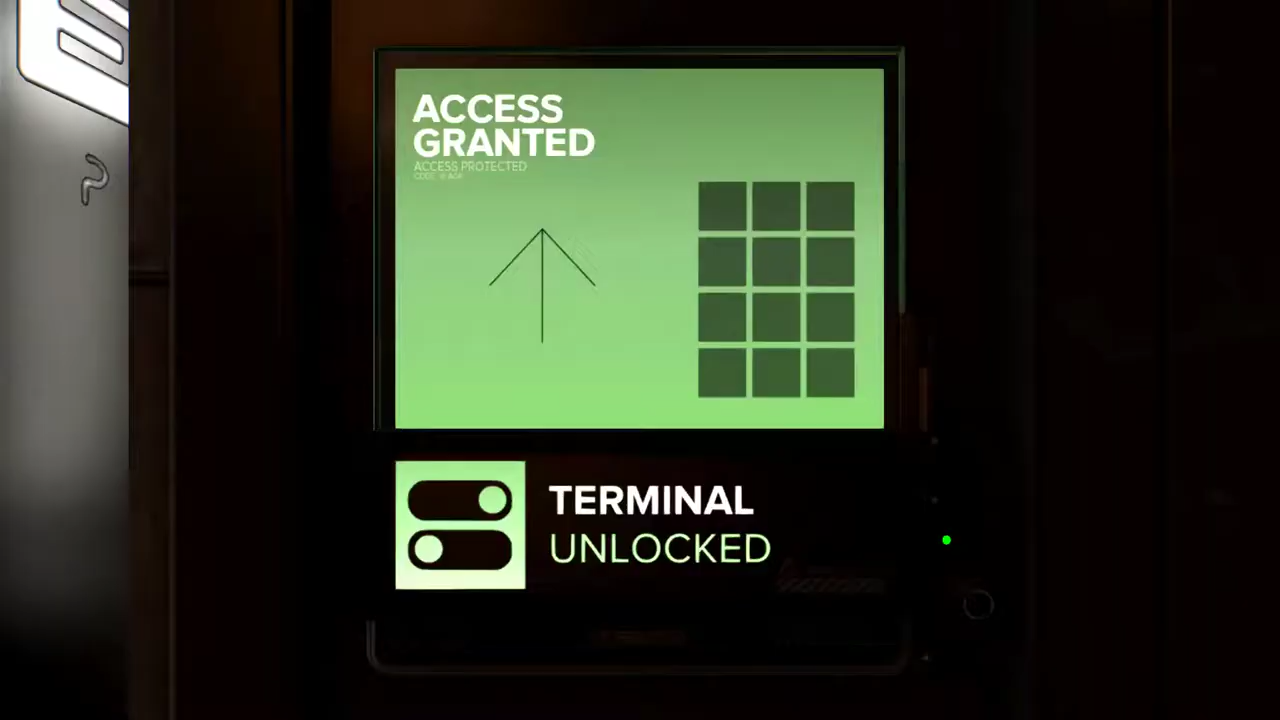 ACCESS
GRANTED
ACCESS PROTECTED
TERMINAL
UNLOCKED